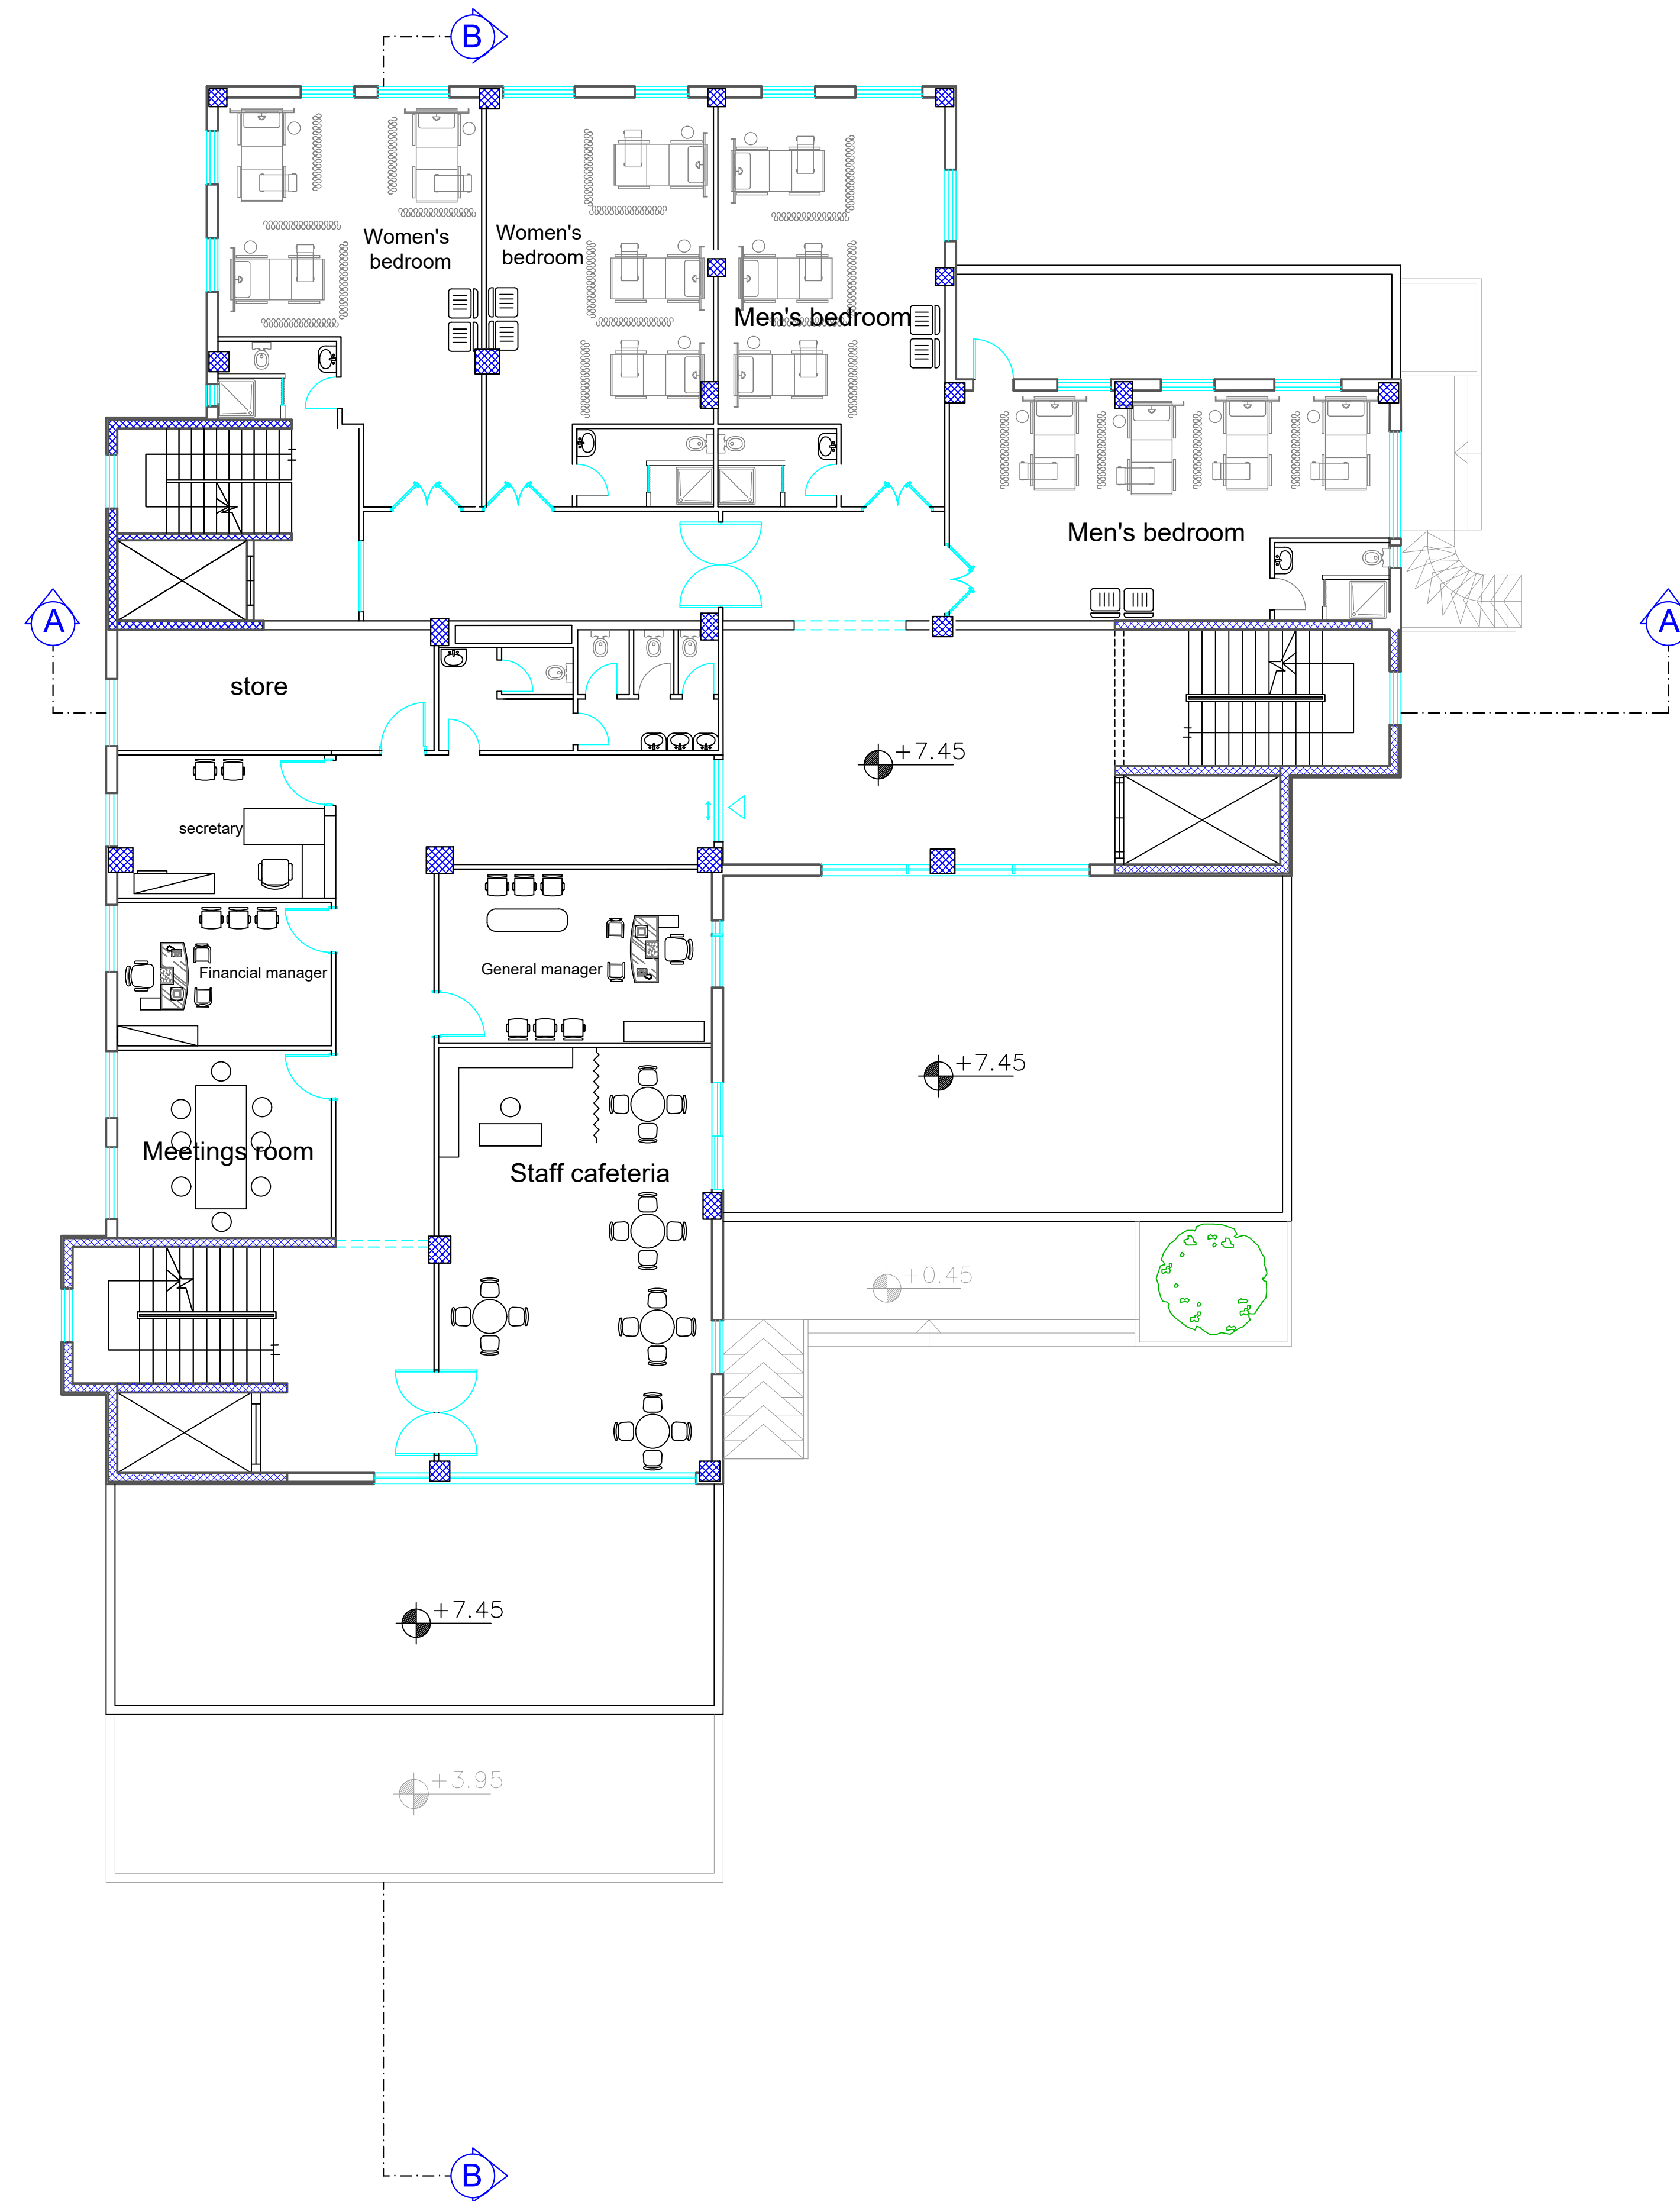 B
Women's
bedroom
Women's
bedroom
Men's bedroom
Men's bedroom
A
A
store
+7.45
secretary
General manager
Financial manager
+7.45
Meetings room
Staff cafeteria
+0.45
+7.45
+3.95
B